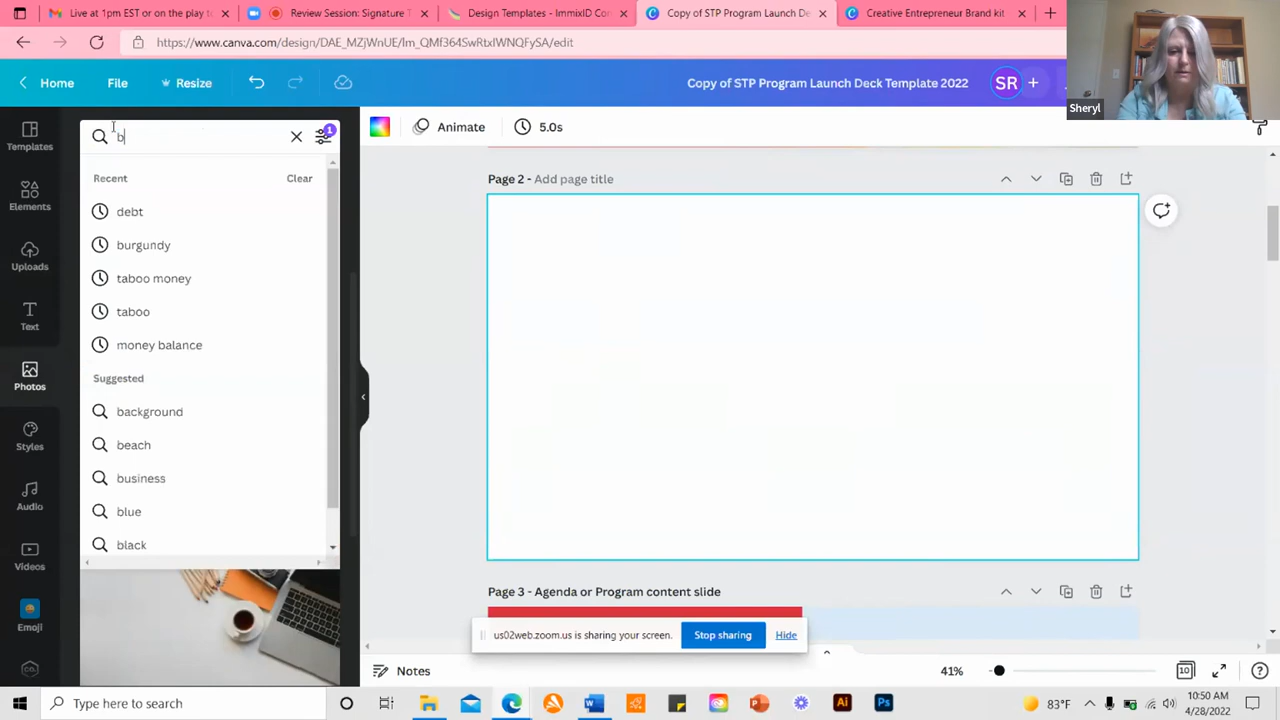 Live at 1pm EST or on the play to
Review Session: Signature T
Design Templates - ImmixID Con
Copy of STP Program Launch De
Creative Entrepreneur Brand kit
https://www.canva.com/design/DAE_MZjWnUE/lm_QMf364SwRtxIWNQFySA/edit
Home
File
Resize
Copy of STP Program Launch Deck Template 2022
SR
Sheryl
Templates
Elements
Uploads
Text
Photos
Styles
Audio
Videos
Emoji
b
1
Recent
Clear
debt
burgundy
taboo money
taboo
money balance
Suggested
background
beach
business
blue
black
Animate
5.0s
Page 2 - Add page title
Page 3 - Agenda or Program content slide
us02web.zoom.us is sharing your screen.
Stop sharing
Hide
Notes
41%
10
Type here to search
Ai
Ps
83°F
10:50 AM
4/28/2022